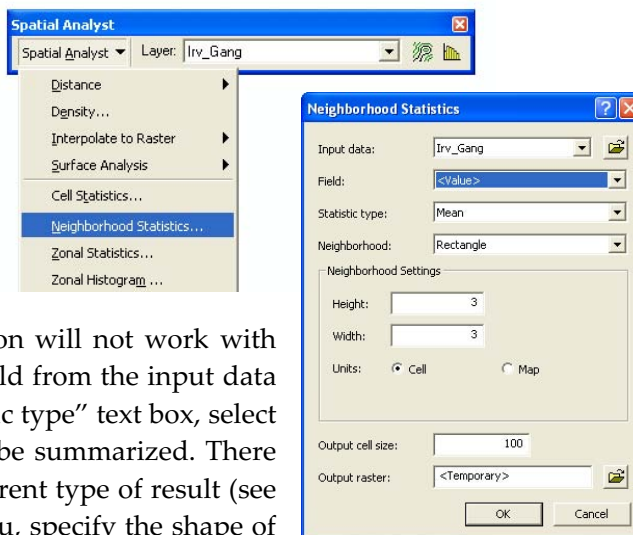 Spatial Analyst
Spatial Analyst Layer: Irv_Gang
Distance
Density...
Interpolate to Raster
Surface Analysis
Cell Statistics...
Neighborhood Statistics...
Zonal Statistics...
Zonal Histogram ...
Neighborhood Statistics
Input data: Irv_Gang
Field: <Value>
Statistic type: Mean
Neighborhood: Rectangle
Neighborhood Settings
Height: 3
Width: 3
Units: Cell Map
Output cell size: 100
Output raster: <Temporary>
OK Cancel
on will not work with
ld from the input data
ic type” text box, select
be summarized. There
rent type of result (see
u, specify the shape of